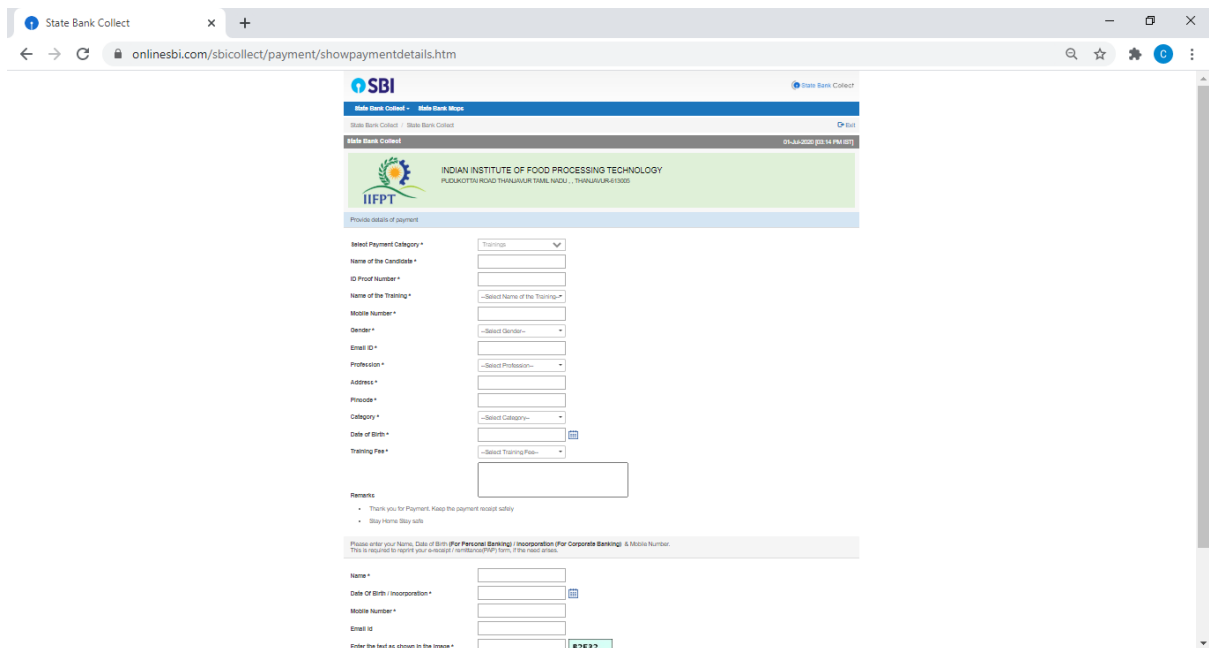 State Bank Collect
onlinesbi.com/sbicollect/payment/showpaymentdetails.htm
C
SBI
State Bank Collect
State Bank Collect State Bank Mops
State Bank Collect / State Bank Collect
Exit
State Bank Collect
01-Jul-2020 [03:14 PM IST]
IIFPT
INDIAN INSTITUTE OF FOOD PROCESSING TECHNOLOGY
PUDUKOTTAI ROAD THANJAVUR TAMIL NADU , , THANJAVUR-613005
Provide details of payment
Select Payment Category * Trainings
Name of the Candidate *
ID Proof Number *
Name of the Training * --Select Name of the Training--
Mobile Number *
Gender * --Select Gender--
Email ID *
Profession * --Select Profession--
Address *
Pincode *
Category * --Select Category--
Date of Birth *
Training Fee * --Select Training Fee--
Remarks
• Thank you for Payment. Keep the payment receipt safely
• Stay Home Stay safe
Please enter your Name, Date of Birth (For Personal Banking) / Incorporation (For Corporate Banking) & Mobile Number.
This is required to reprint your e-receipt / remittance(PAP) form, if the need arises.
Name *
Date Of Birth / Incorporation *
Mobile Number *
Email Id
Enter the text as shown in the image *